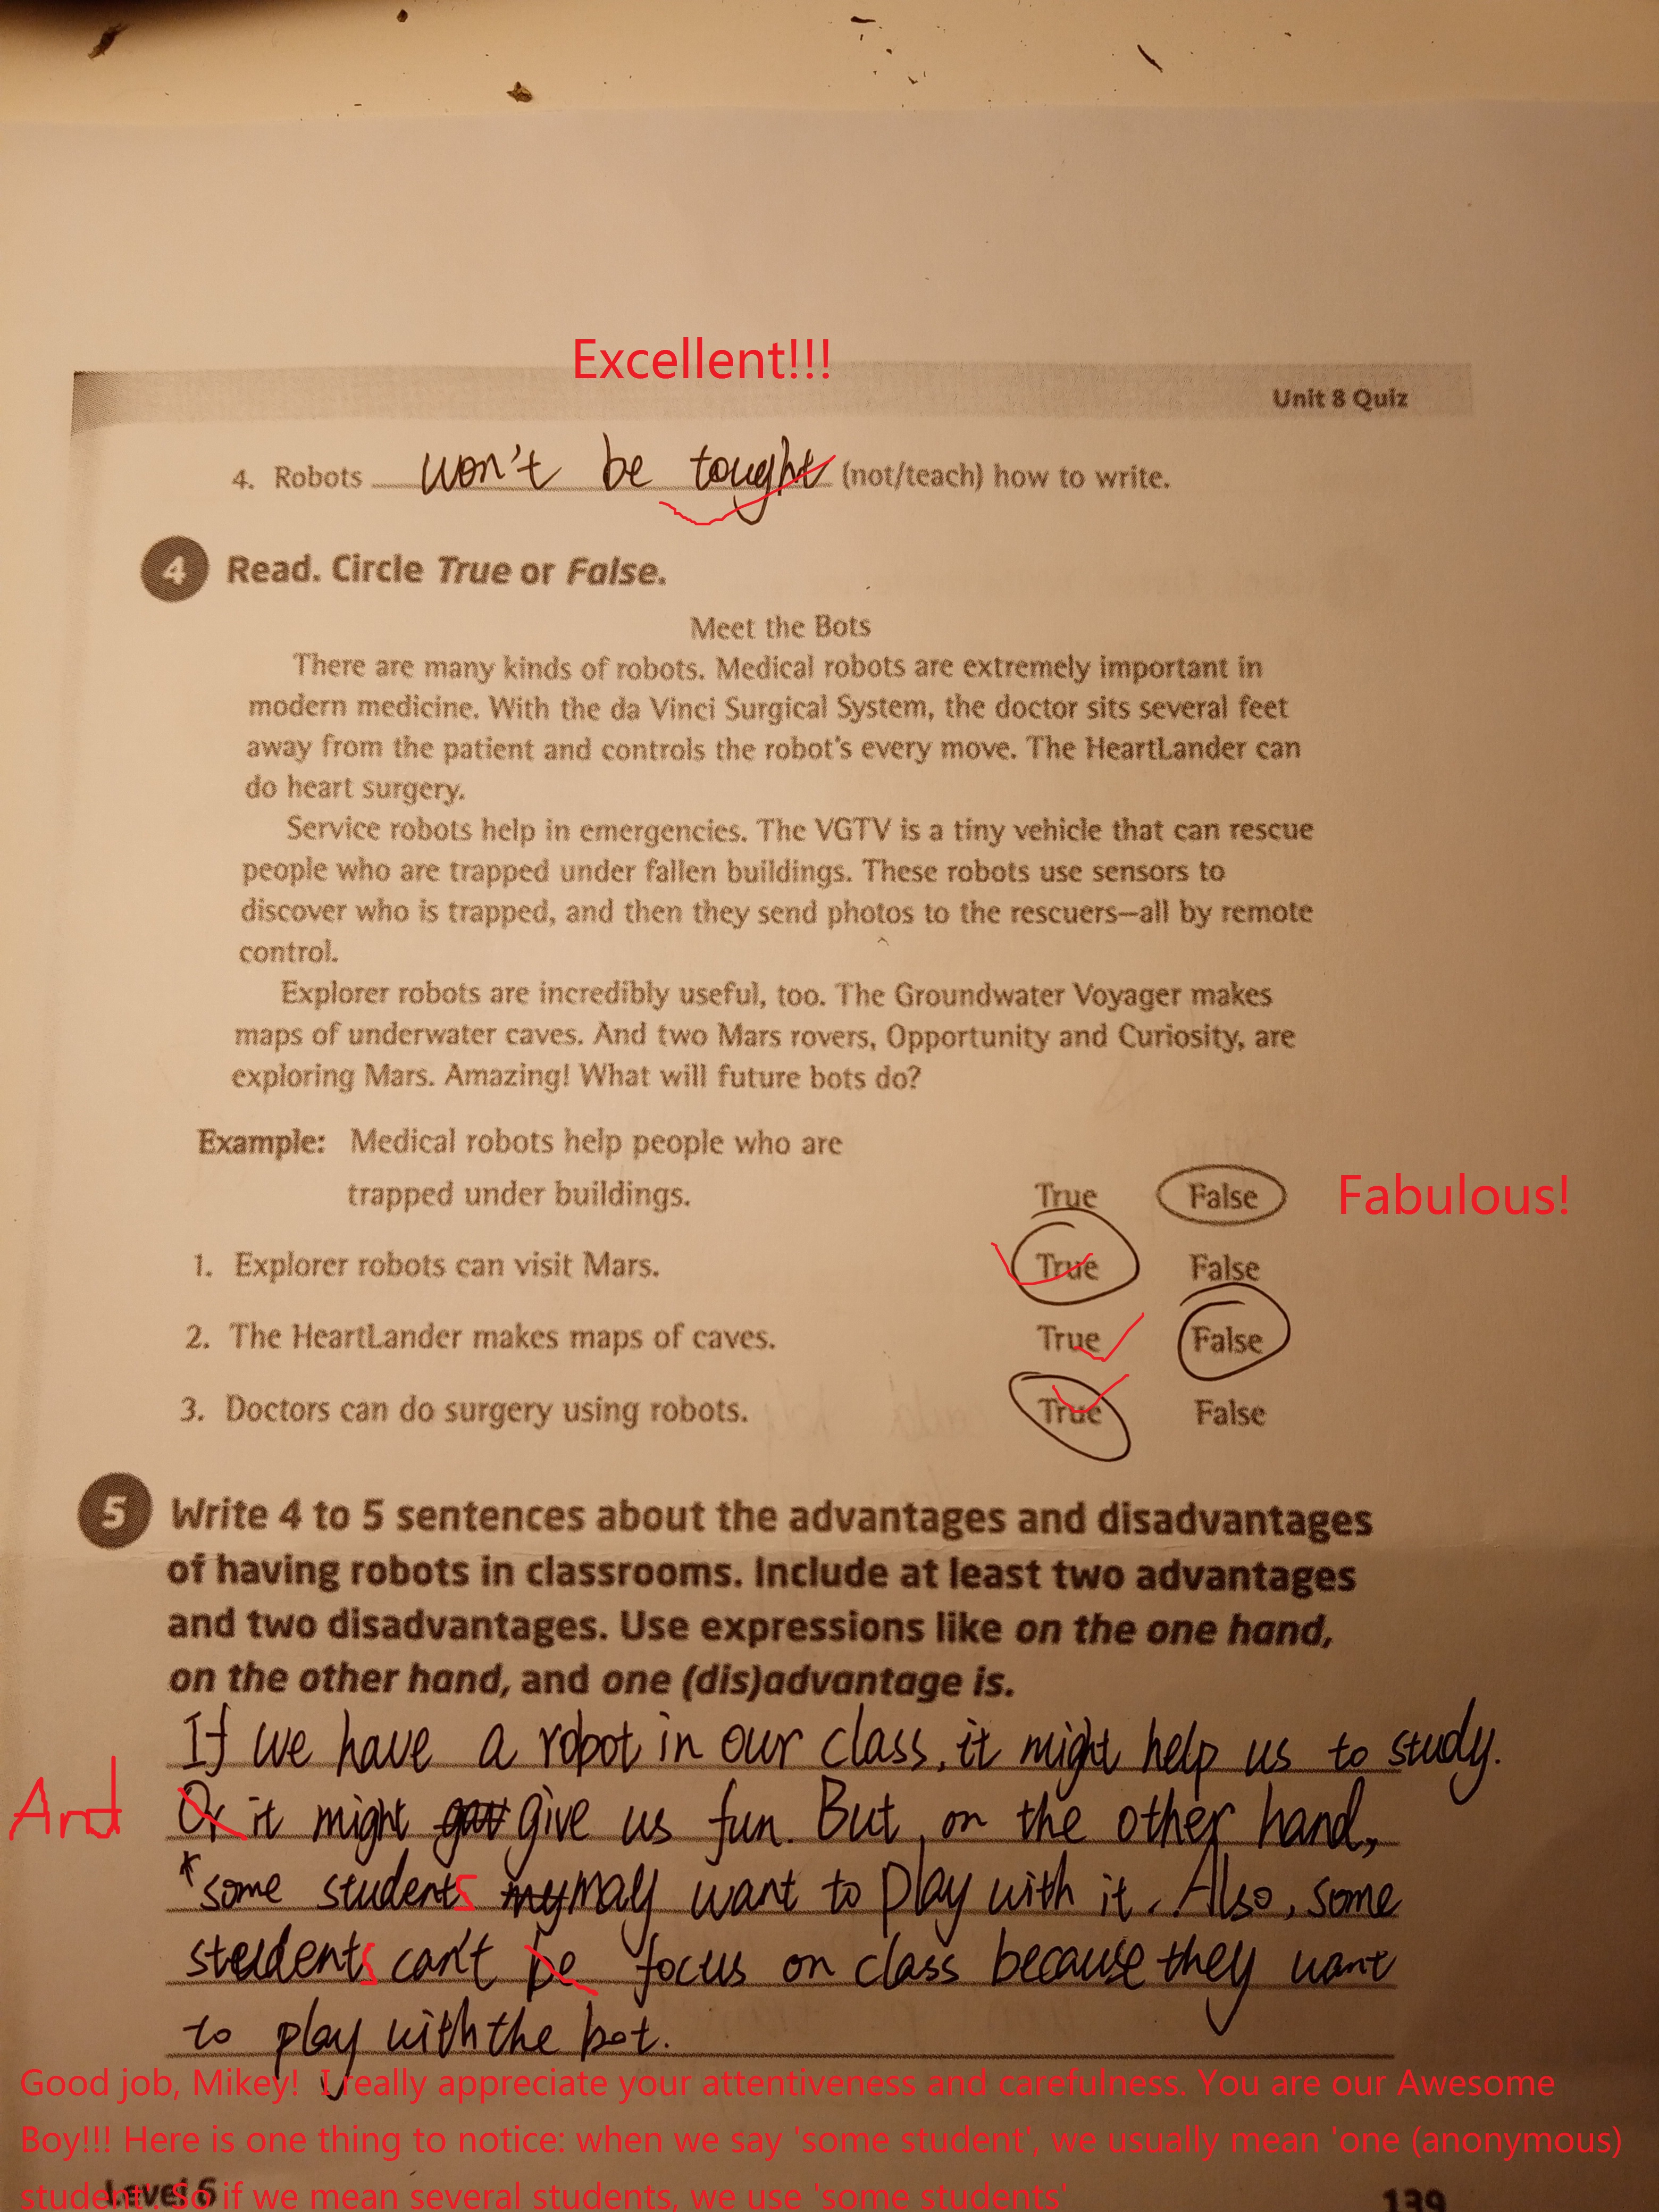 Excellent!!!
Unit 8 Quiz
4. Robots won't be tought (not/teach) how to write.
4 Read. Circle True or False.
Meet the Bots
There are many kinds of robots. Medical robots are extremely important in
modern medicine. With the da Vinci Surgical System, the doctor sits several feet
away from the patient and controls the robot's every move. The HeartLander can
do heart surgery.
Service robots help in emergencies. The VGTV is a tiny vehicle that can rescue
people who are trapped under fallen buildings. These robots use sensors to
discover who is trapped, and then they send photos to the rescuers—all by remote
control.
Explorer robots are incredibly useful, too. The Groundwater Voyager makes
maps of underwater caves. And two Mars rovers, Opportunity and Curiosity, are
exploring Mars. Amazing! What will future bots do?
Example: Medical robots help people who are
trapped under buildings. True False Fabulous!
1. Explorer robots can visit Mars. True False
2. The HeartLander makes maps of caves. True False
3. Doctors can do surgery using robots. True False
5 Write 4 to 5 sentences about the advantages and disadvantages
of having robots in classrooms. Include at least two advantages
and two disadvantages. Use expressions like on the one hand,
on the other hand, and one (dis)advantage is.
If we have a robot in our class, it might help us to study.
And Or it might give us fun. But, on the other hand,
*some students may want to play with it. Also, some
students can't be focus on class because they want
to play with the bot.
Good job, Mikey! I really appreciate your attentiveness and carefulness. You are our Awesome
Boy!!! Here is one thing to notice: when we say 'some student', we usually mean 'one (anonymous)
student'. So if we mean several students, we use 'some students'
Level 6
139